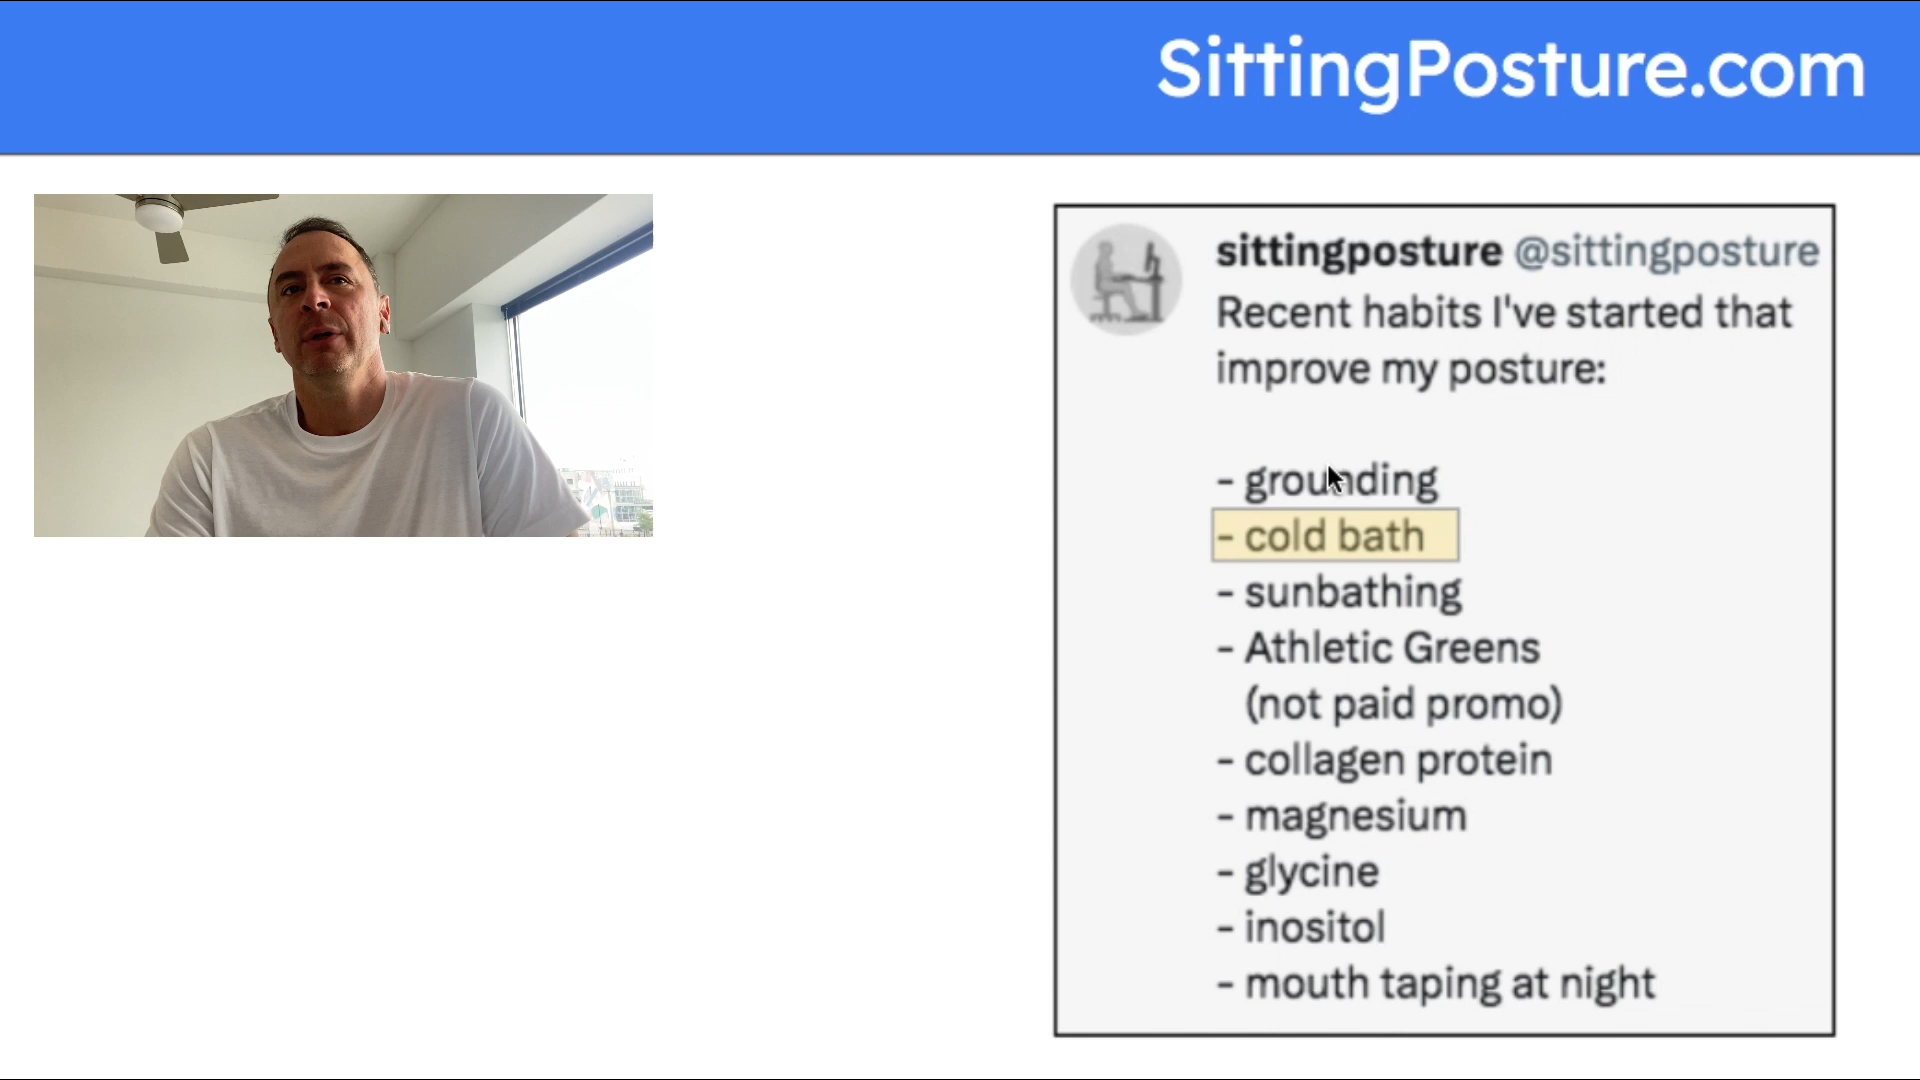 SittingPosture.com
sittingposture @sittingposture
Recent habits I've started that
improve my posture:
- grounding
- cold bath
- sunbathing
- Athletic Greens
(not paid promo)
- collagen protein
- magnesium
- glycine
- inositol
- mouth taping at night